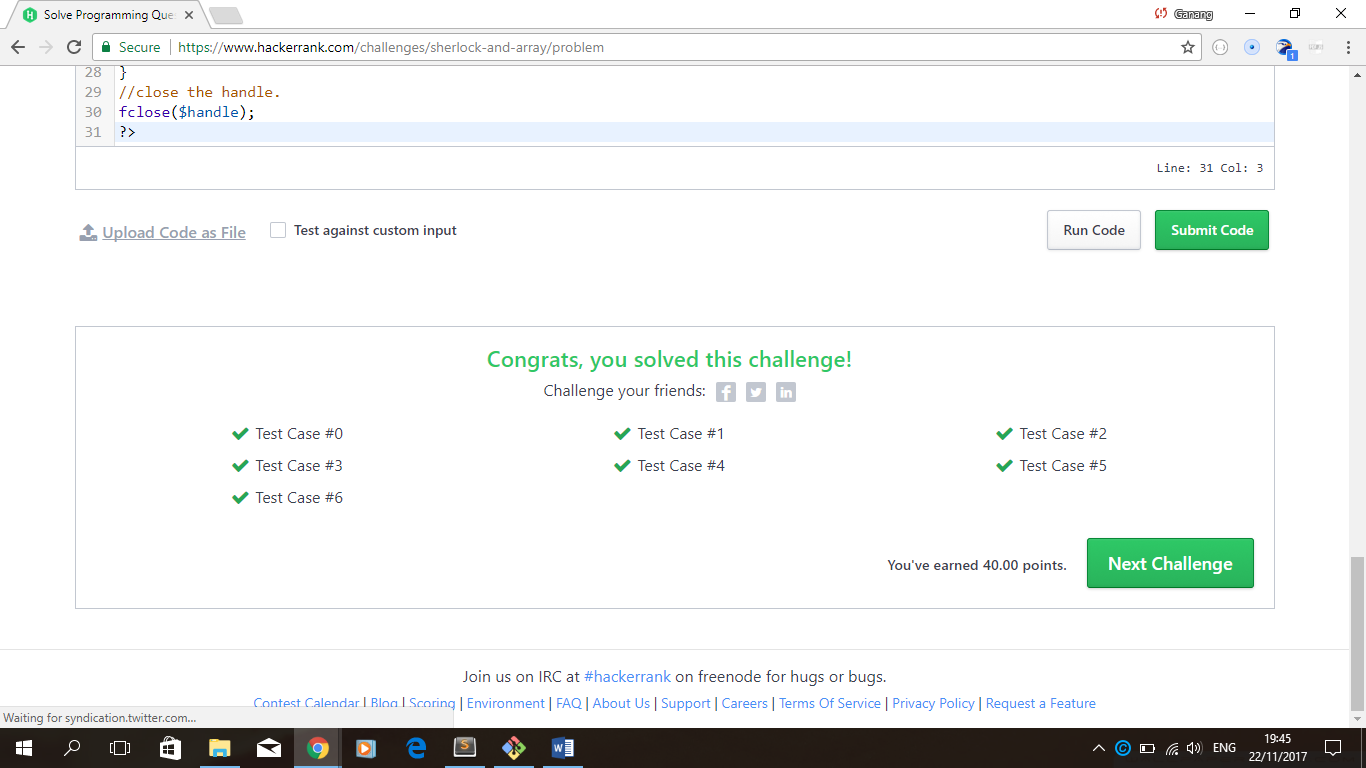 Solve Programming Que
Ganang
Secure
https://www.hackerrank.com/challenges/sherlock-and-array/problem
1
28 }
29 //close the handle.
30 fclose($handle);
31 ?>
Line: 31 Col: 3
Upload Code as File
Test against custom input
Run Code
Submit Code
Congrats, you solved this challenge!
Challenge your friends:
Test Case #0
Test Case #1
Test Case #2
Test Case #3
Test Case #4
Test Case #5
Test Case #6
You've earned 40.00 points.
Next Challenge
Join us on IRC at #hackerrank on freenode for hugs or bugs.
Contest Calendar | Blog | Scoring | Environment | FAQ | About Us | Support | Careers | Terms Of Service | Privacy Policy | Request a Feature
Waiting for syndication.twitter.com...
ENG
19:45
22/11/2017